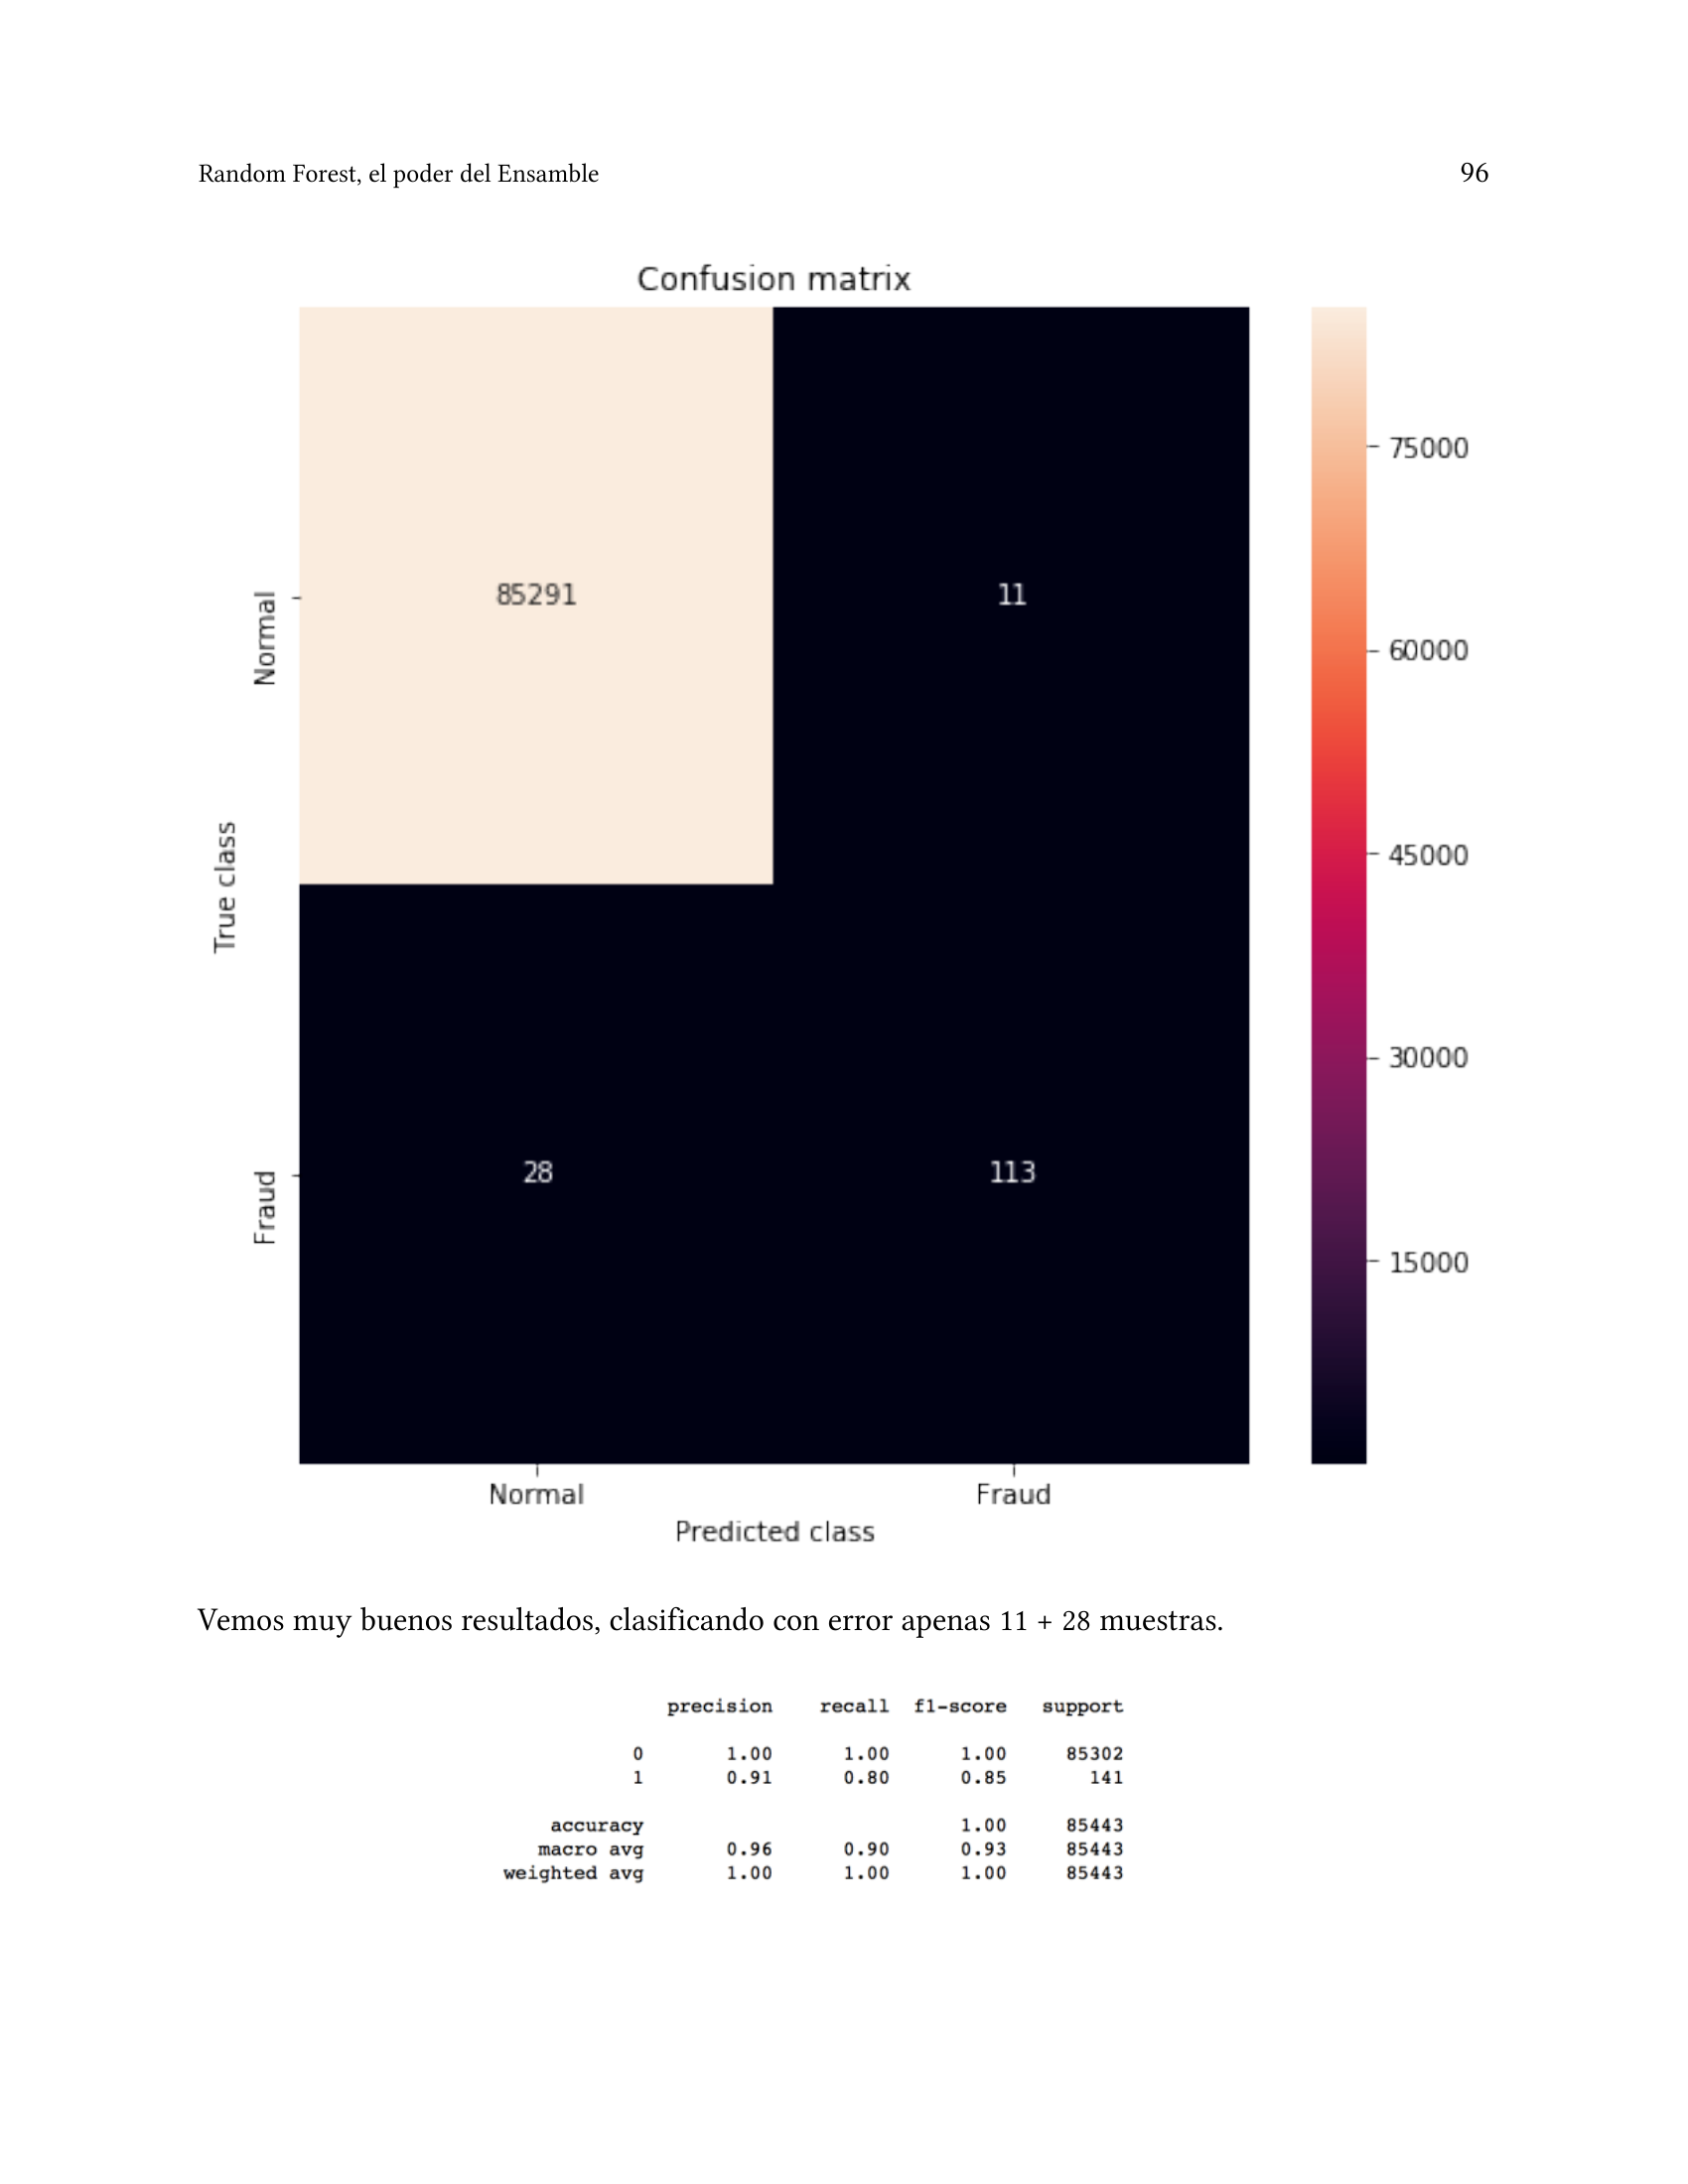 Random Forest, el poder del Ensamble 96
Confusion matrix
75000
60000
45000
30000
15000
True class
Normal
85291 11
Fraud
28 113
Normal Fraud
Predicted class
Vemos muy buenos resultados, clasificando con error apenas 11 + 28 muestras.
precision recall f1-score support
0 1.00 1.00 1.00 85302
1 0.91 0.80 0.85 141
accuracy 1.00 85443
macro avg 0.96 0.90 0.93 85443
weighted avg 1.00 1.00 1.00 85443